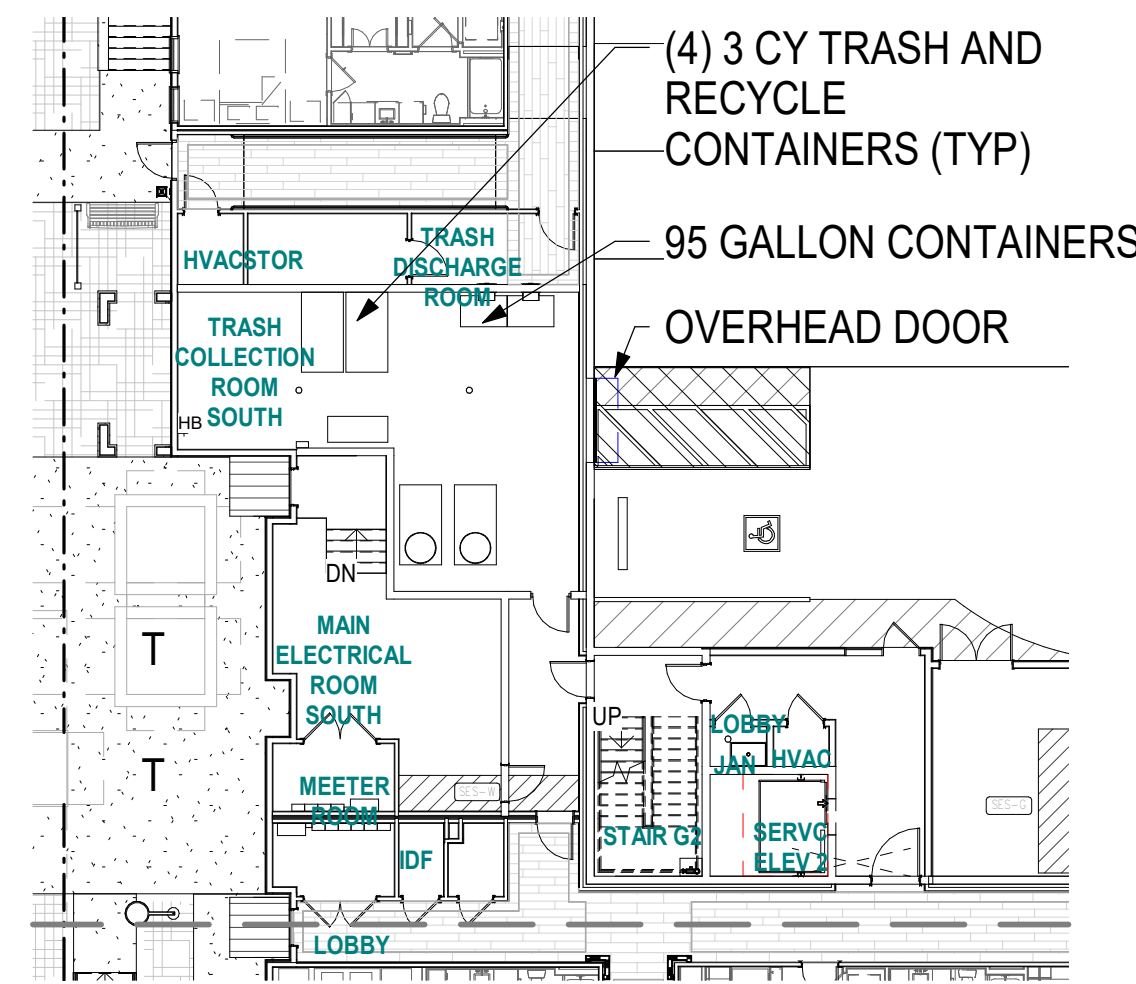 (4) 3 CY TRASH AND
RECYCLE
CONTAINERS (TYP)
95 GALLON CONTAINERS
OVERHEAD DOOR
HVAC
STOR
TRASH
DISCHARGE
ROOM
TRASH
COLLECTION
ROOM
SOUTH
HB
DN
MAIN
ELECTRICAL
ROOM
SOUTH
T
T
UP
LOBBY
JAN
HVAC
MEETER
ROOM
SES-W
SES-G
STAIR G2
SERVC
ELEV 2
IDF
LOBBY